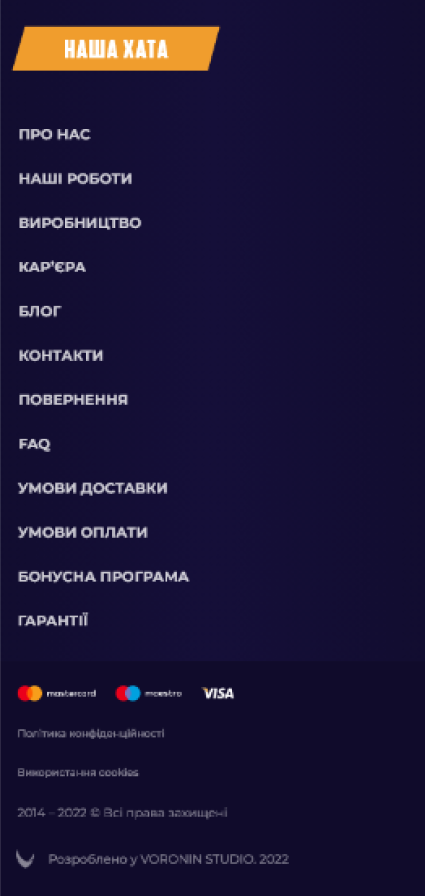 НАША ХАТА
ПРО НАС
НАШІ РОБОТИ
ВИРОБНИЦТВО
КАР'ЄРА
БЛОГ
КОНТАКТИ
ПОВЕРНЕННЯ
FAQ
УМОВИ ДОСТАВКИ
УМОВИ ОПЛАТИ
БОНУСНА ПРОГРАМА
ГАРАНТІЇ
mastercard maestro VISA
Політика конфіденційності
Використання cookies
2014 – 2022 © Всі права захищені
Розроблено у VORONIN STUDIO. 2022